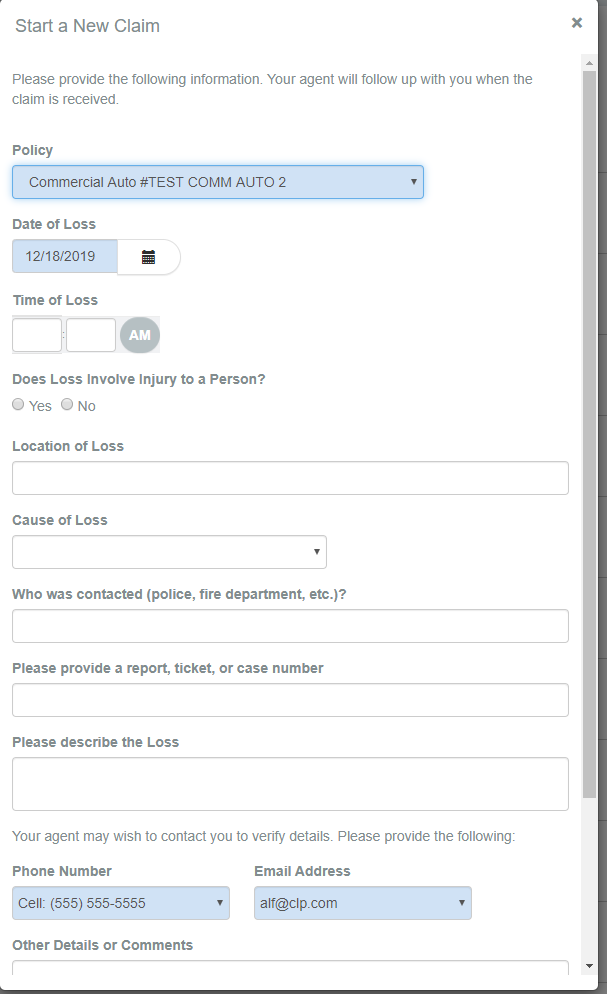 Start a New Claim ×
Please provide the following information. Your agent will follow up with you when the
claim is received.
Policy
Commercial Auto #TEST COMM AUTO 2
Date of Loss
12/18/2019
Time of Loss
: AM
Does Loss Involve Injury to a Person?
Yes No
Location of Loss
Cause of Loss
Who was contacted (police, fire department, etc.)?
Please provide a report, ticket, or case number
Please describe the Loss
Your agent may wish to contact you to verify details. Please provide the following:
Phone Number Email Address
Cell: (555) 555-5555 alf@clp.com
Other Details or Comments